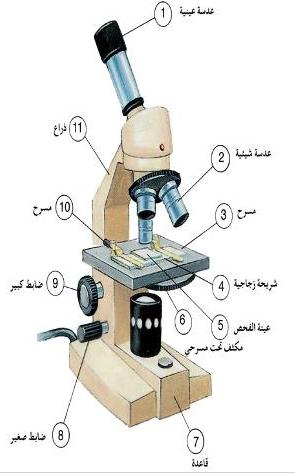 1 عدسة عينية
11 ذراع
2 عدسة شيئية
3 مسرح
10 مسرح
4 شريحة زجاجية
9 ضابط كبير
5 عينة الفحص
6 مكثف تحت مسرحي
8 ضابط صغير
7 قاعدة